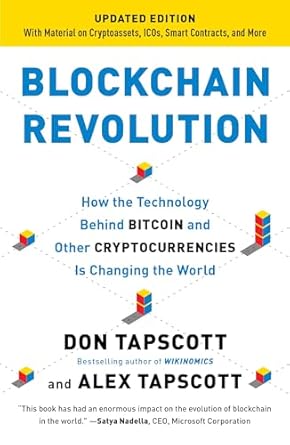 UPDATED EDITION
With Material on Cryptoassets, ICOs, Smart Contracts, and More
BLOCKCHAIN
REVOLUTION
How the Technology
Behind BITCOIN and
Other CRYPTOCURRENCIES
Is Changing the World
DON TAPSCOTT
Bestselling author of WIKINOMICS
and ALEX TAPSCOTT
"This book has had an enormous impact on the evolution of blockchain
in the world." —Satya Nadella, CEO, Microsoft Corporation